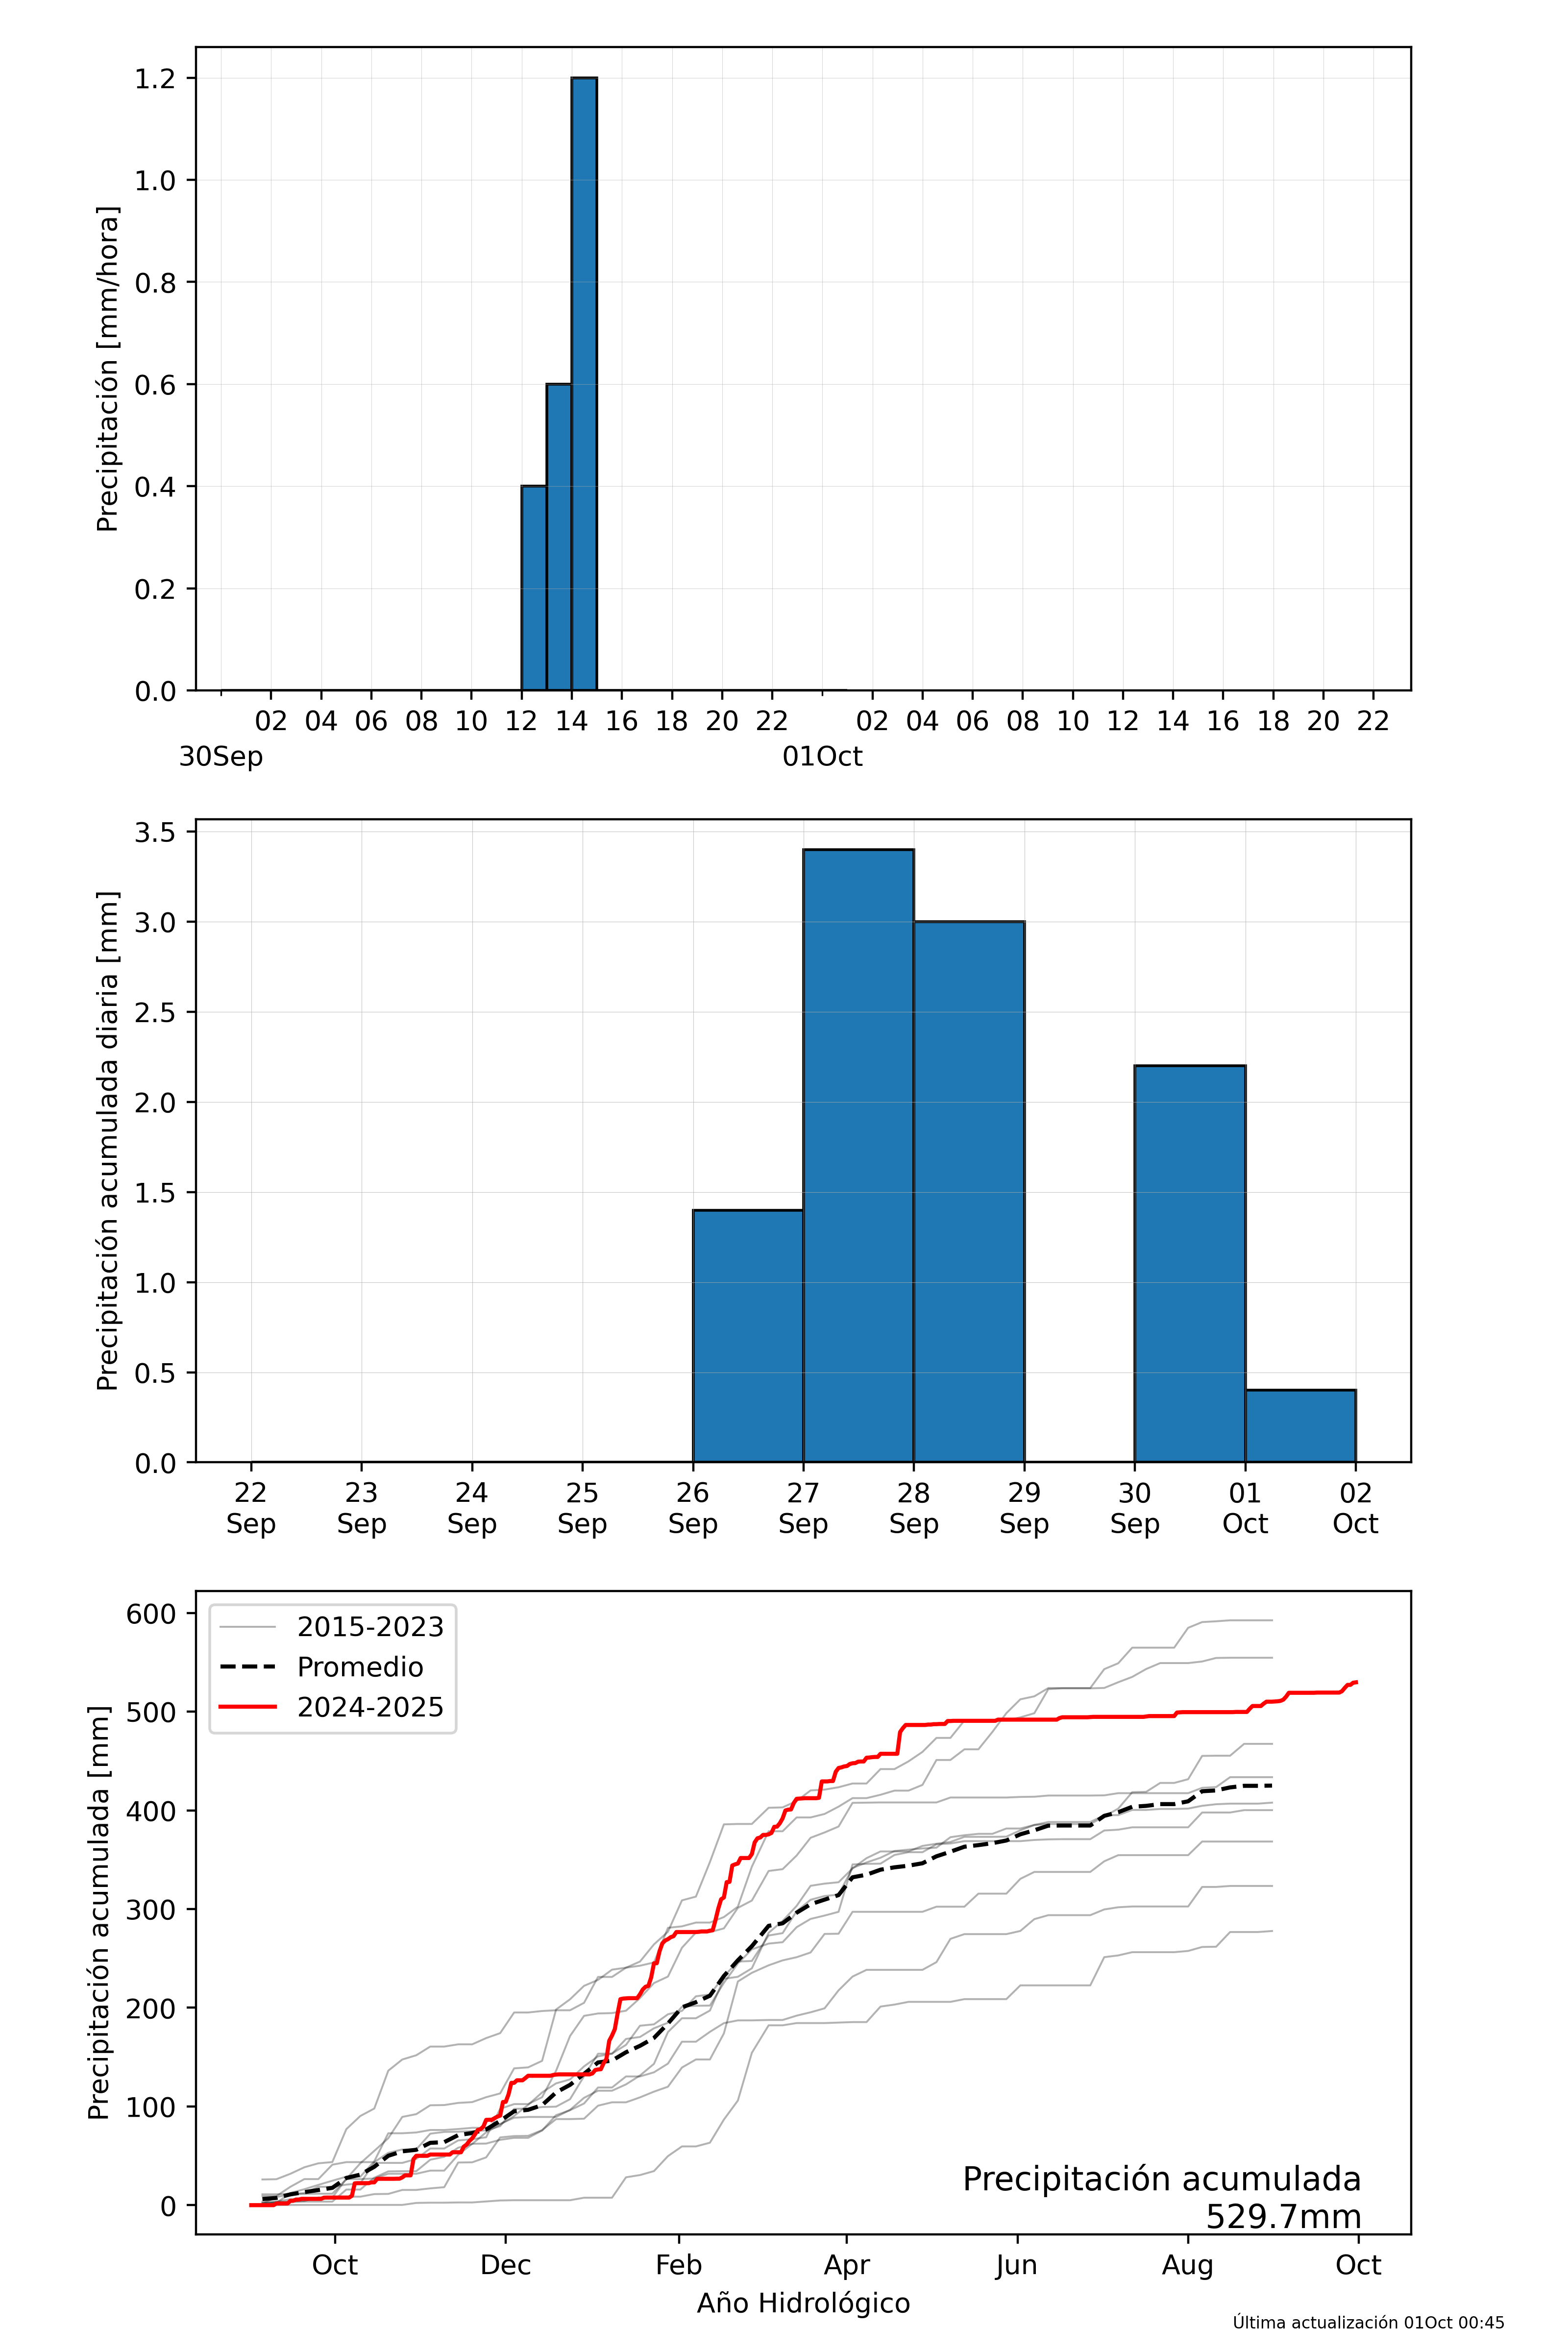 Precipitación [mm/hora]
1.2
1.0
0.8
0.6
0.4
0.2
0.0
02 04 06 08 10 12 14 16 18 20 22 02 04 06 08 10 12 14 16 18 20 22
30Sep 01Oct
Precipitación acumulada diaria [mm]
3.5
3.0
2.5
2.0
1.5
1.0
0.5
0.0
22 23 24 25 26 27 28 29 30 01 02
Sep Sep Sep Sep Sep Sep Sep Sep Sep Oct Oct
Precipitación acumulada [mm]
600
500
400
300
200
100
0
2015-2023
Promedio
2024-2025
Precipitación acumulada
529.7mm
Oct Dec Feb Apr Jun Aug Oct
Año Hidrológico
Última actualización 01Oct 00:45